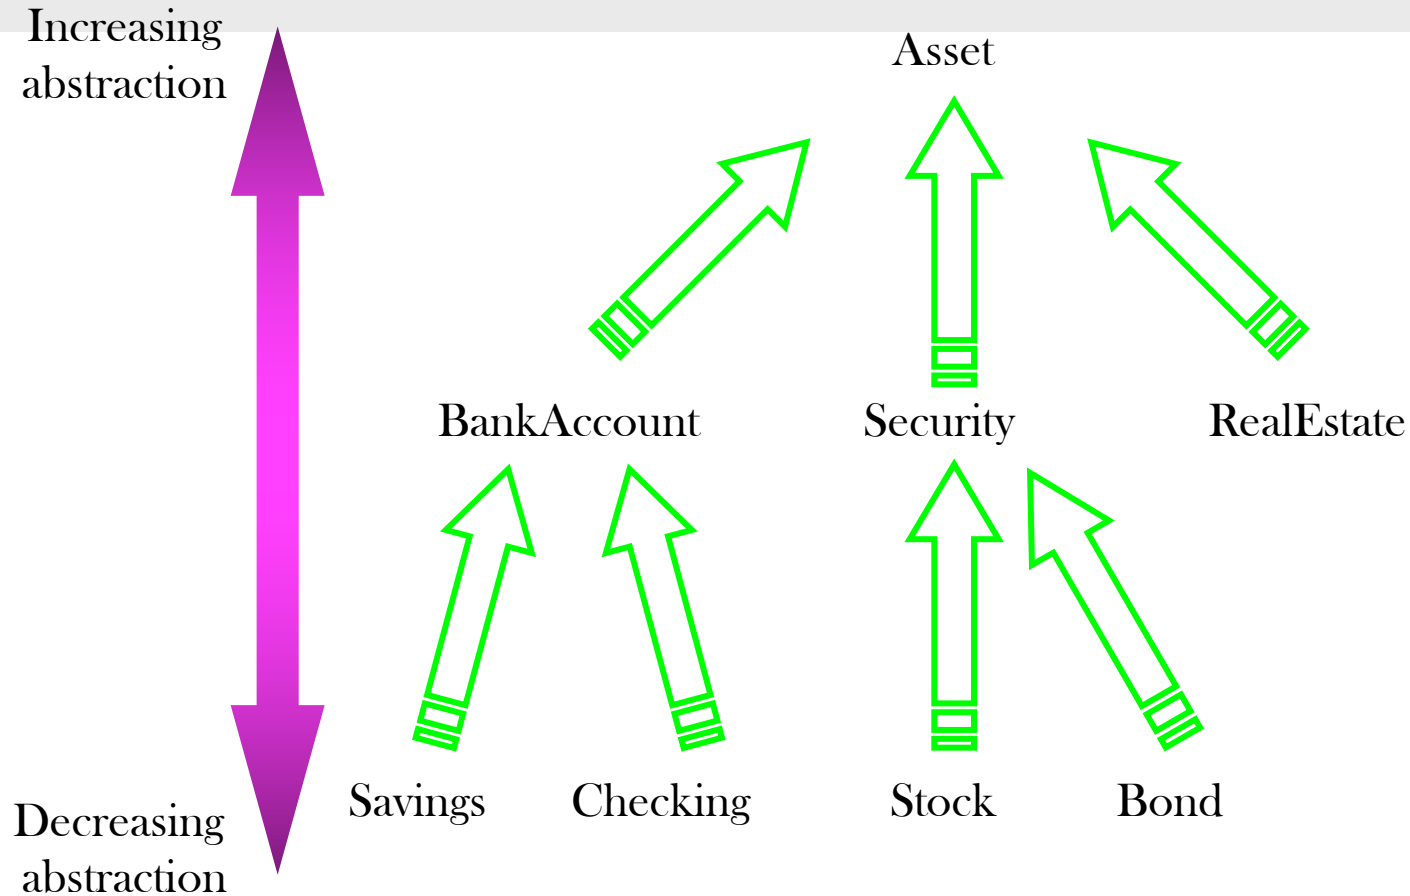 Increasing
abstraction
Asset
BankAccount
Security
RealEstate
Savings
Checking
Stock
Bond
Decreasing
abstraction